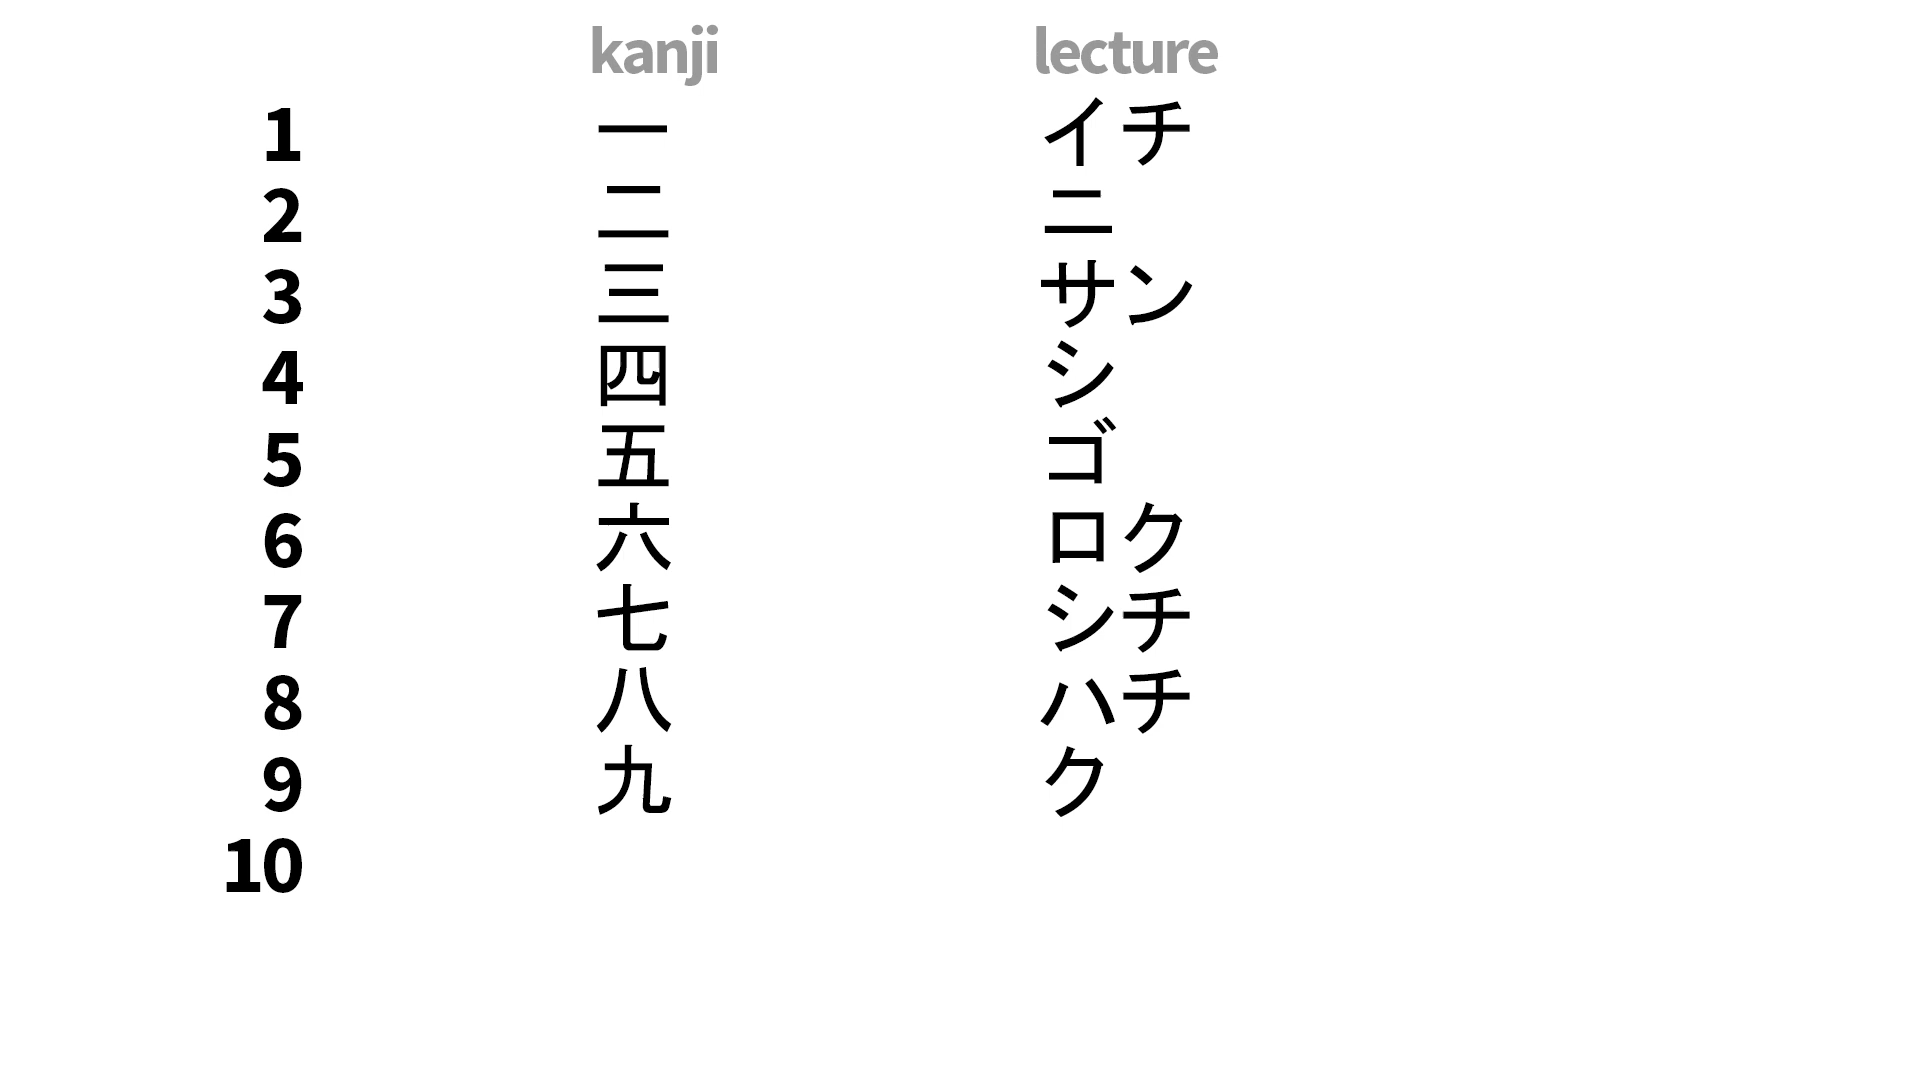 kanji lecture
1 一 イチ
2 二 ニ
3 三 サン
4 四 シ
5 五 ゴ
6 六 ロク
7 七 シチ
8 八 ハチ
9 九 ク
10